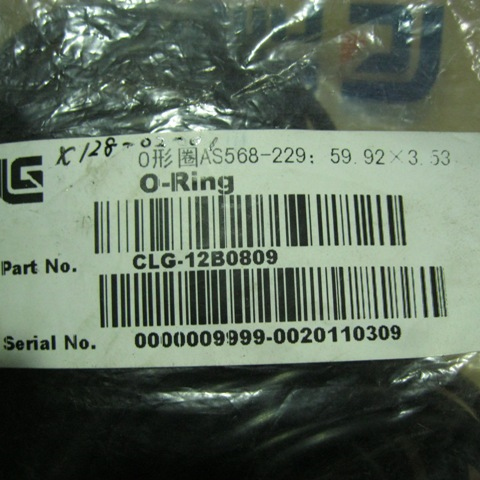 O形圈AS568-229: 59.92×3.53
O-Ring
Part No. CLG-12B0809
Serial No. 0000009999-0020110309